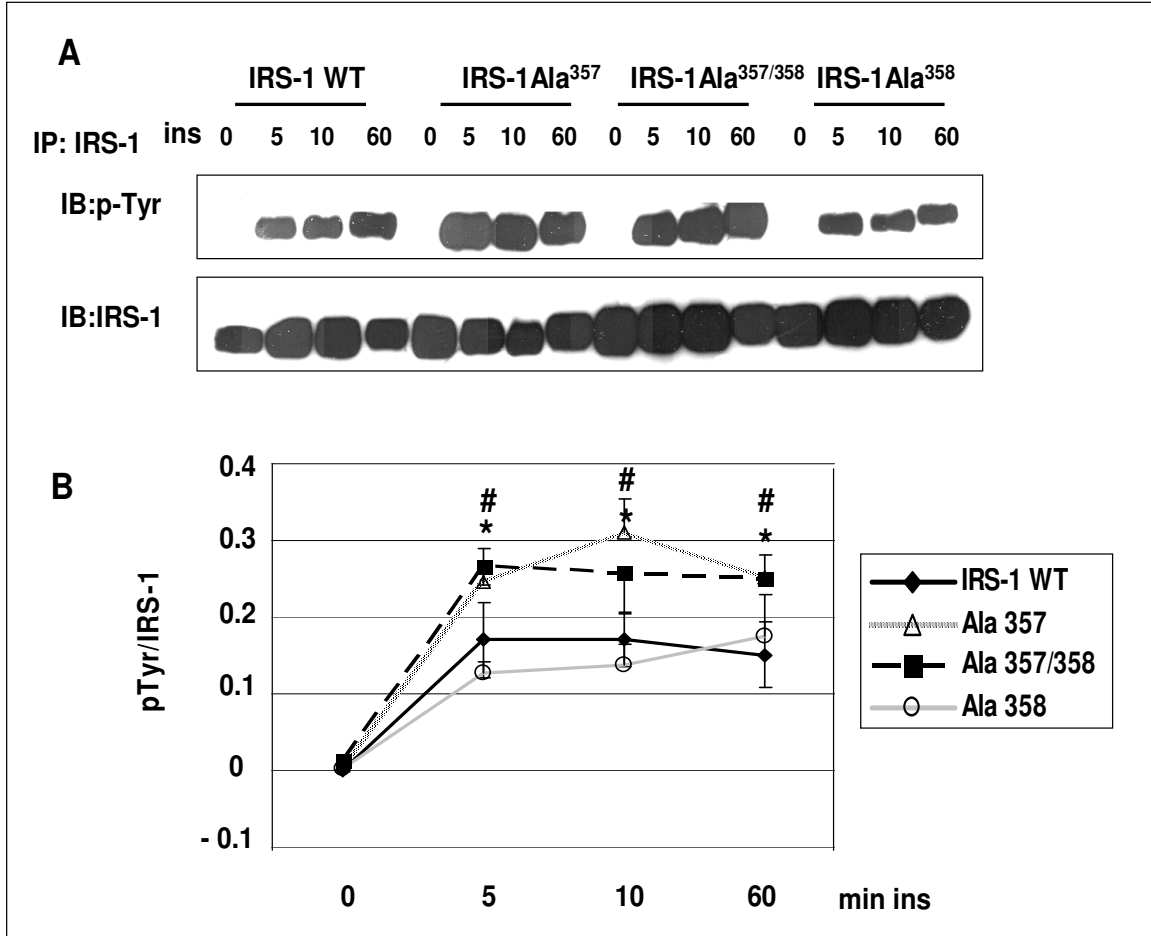 A
IRS-1 WT IRS-1Ala³⁵⁷ IRS-1Ala³⁵⁷/³⁵⁸ IRS-1Ala³⁵⁸
IP: IRS-1 ins 0 5 10 60 0 5 10 60 0 5 10 60 0 5 10 60
IB:p-Tyr
IB:IRS-1
B
pTyr/IRS-1
0.4
0.3
0.2
0.1
0
- 0.1
# # #
* * *
0 5 10 60 min ins
IRS-1 WT
Ala 357
Ala 357/358
Ala 358